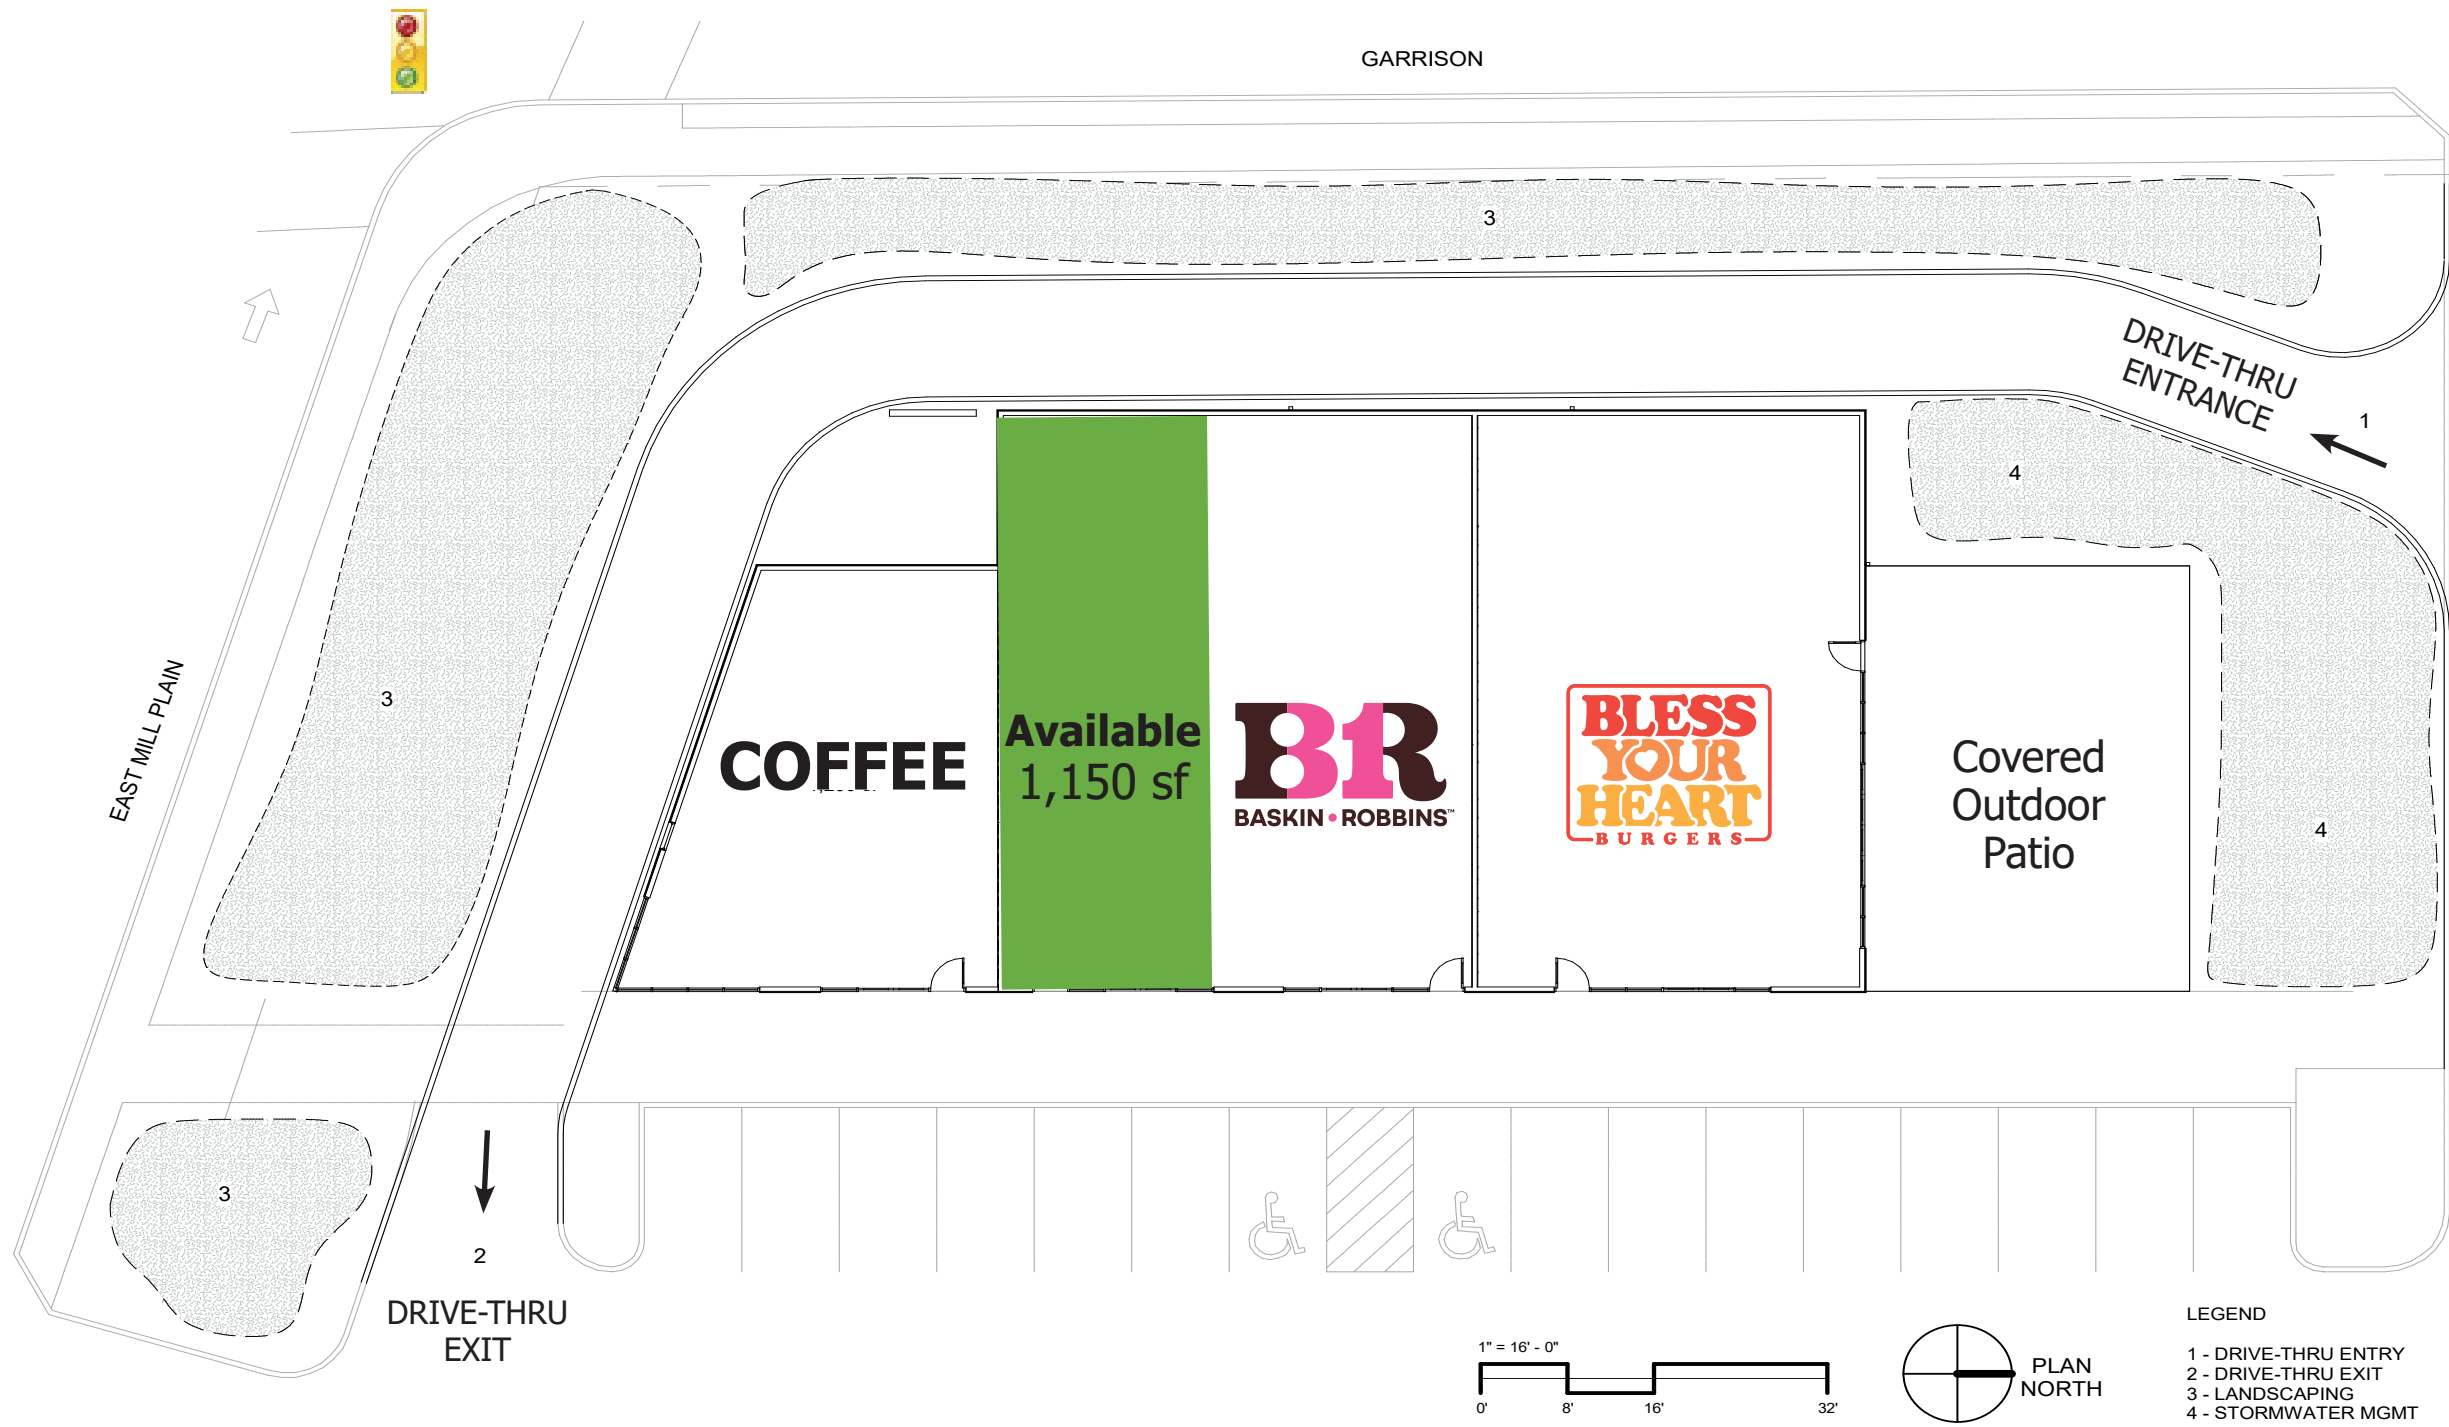 GARRISON
3
DRIVE-THRU
ENTRANCE
1
4
EAST MILL PLAIN
3
COFFEE
Available
1,150 sf
BR
BASKIN • ROBBINS™
BLESS
YOUR
HEART
BURGERS
Covered
Outdoor
Patio
4
3
2
DRIVE-THRU
EXIT
1" = 16' - 0"
0' 8' 16' 32'
PLAN
NORTH
LEGEND
1 - DRIVE-THRU ENTRY
2 - DRIVE-THRU EXIT
3 - LANDSCAPING
4 - STORMWATER MGMT